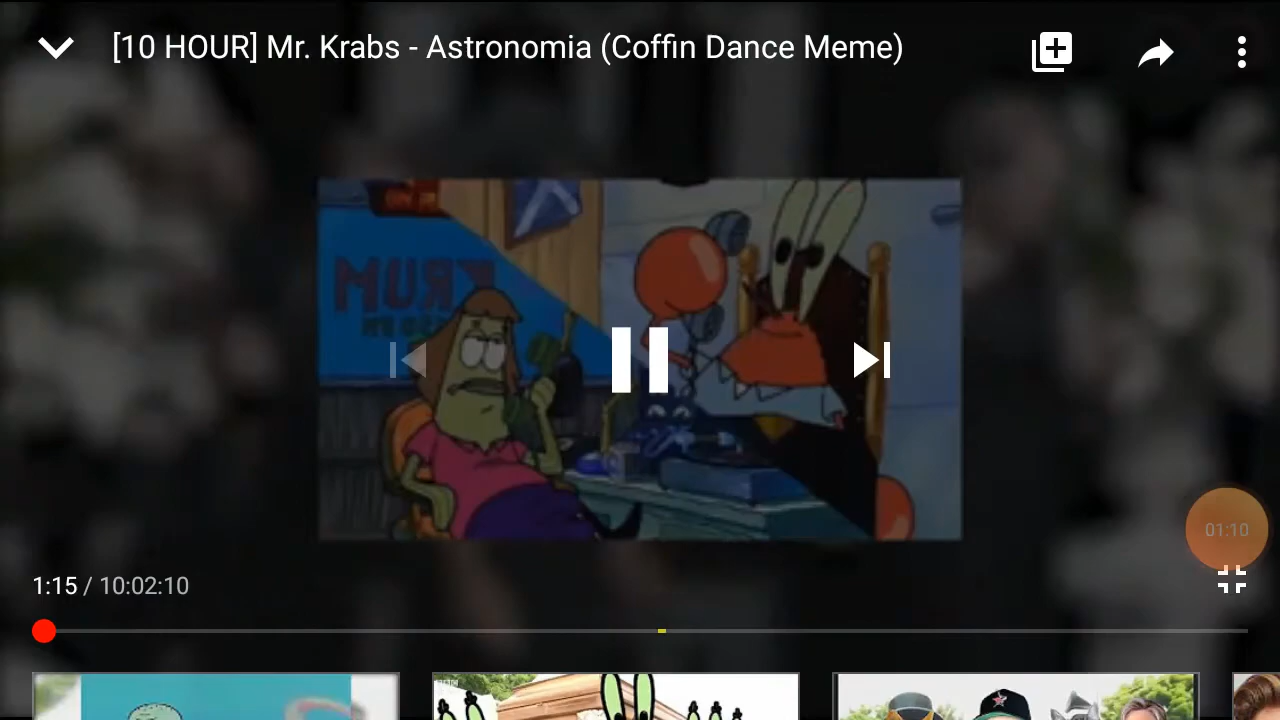 [10 HOUR] Mr. Krabs - Astronomia (Coffin Dance Meme)
01:10
1:15 / 10:02:10